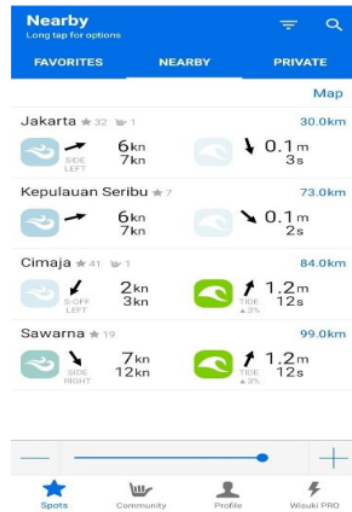 Nearby
Long tap for options
FAVORITES NEARBY PRIVATE
Map
Jakarta 32 1 30.0km
SIDE LEFT 6kn 7kn 0.1m 3s
Kepulauan Seribu 7 73.0km
6kn 7kn 0.1m 2s
Cimaja 41 1 84.0km
S-OFF LEFT 2kn 3kn TIDE ▲3% 1.2m 12s
Sawarna 19 99.0km
SIDE RIGHT 7kn 12kn TIDE ▲3% 1.2m 12s
Spots Community Profile Wisuki PRO